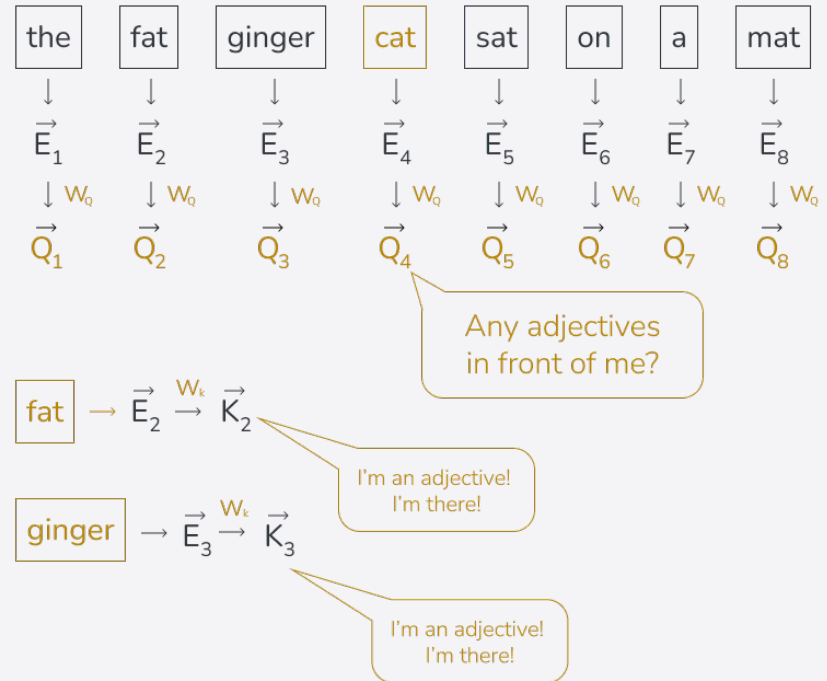 the fat ginger cat sat on a mat
E1 E2 E3 E4 E5 E6 E7 E8
WQ WQ WQ WQ WQ WQ WQ WQ
Q1 Q2 Q3 Q4 Q5 Q6 Q7 Q8
Any adjectives
in front of me?
fat E2 Wk K2
I'm an adjective!
I'm there!
ginger E3 Wk K3
I'm an adjective!
I'm there!